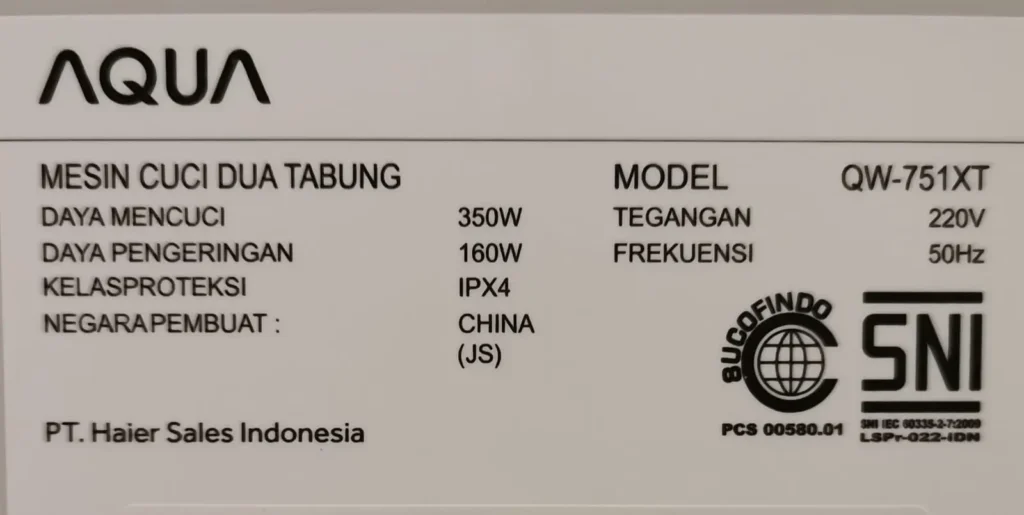 AQUA
MESIN CUCI DUA TABUNG MODEL QW-751XT
DAYA MENCUCI 350W TEGANGAN 220V
DAYA PENGERINGAN 160W FREKUENSI 50Hz
KELASPROTEKSI IPX4
NEGARAPEMBUAT : CHINA
(JS)
BUCOFINDO
SNI
PCS 00580.01
SNI IEC 60335-2-7:2009
LSPr-022-IDN
PT. Haier Sales Indonesia